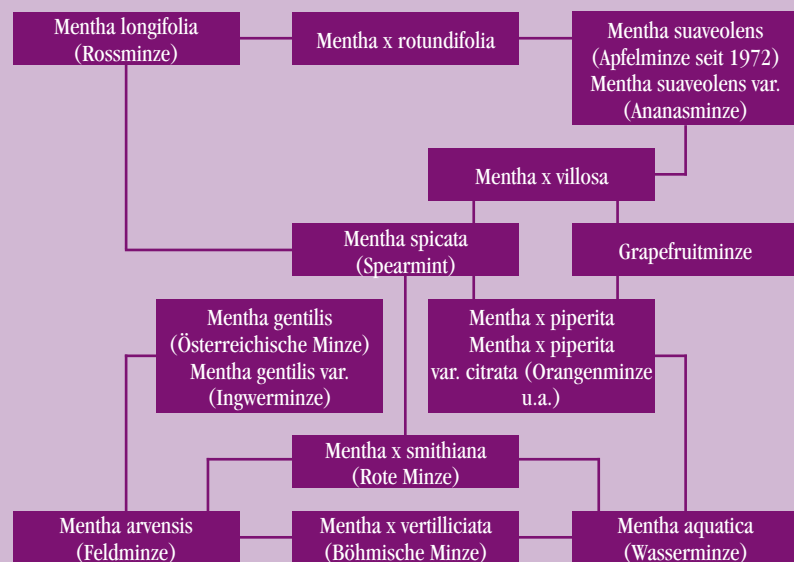 Mentha longifolia
(Rossminze)
Mentha x rotundifolia
Mentha suaveolens
(Apfelminze seit 1972)
Mentha suaveolens var.
(Ananasminze)
Mentha x villosa
Mentha spicata
(Spearmint)
Grapefruitminze
Mentha gentilis
(Österreichische Minze)
Mentha gentilis var.
(Ingwerminze)
Mentha x piperita
Mentha x piperita
var. citrata (Orangenminze
u.a.)
Mentha x smithiana
(Rote Minze)
Mentha arvensis
(Feldminze)
Mentha x vertilliciata
(Böhmische Minze)
Mentha aquatica
(Wasserminze)